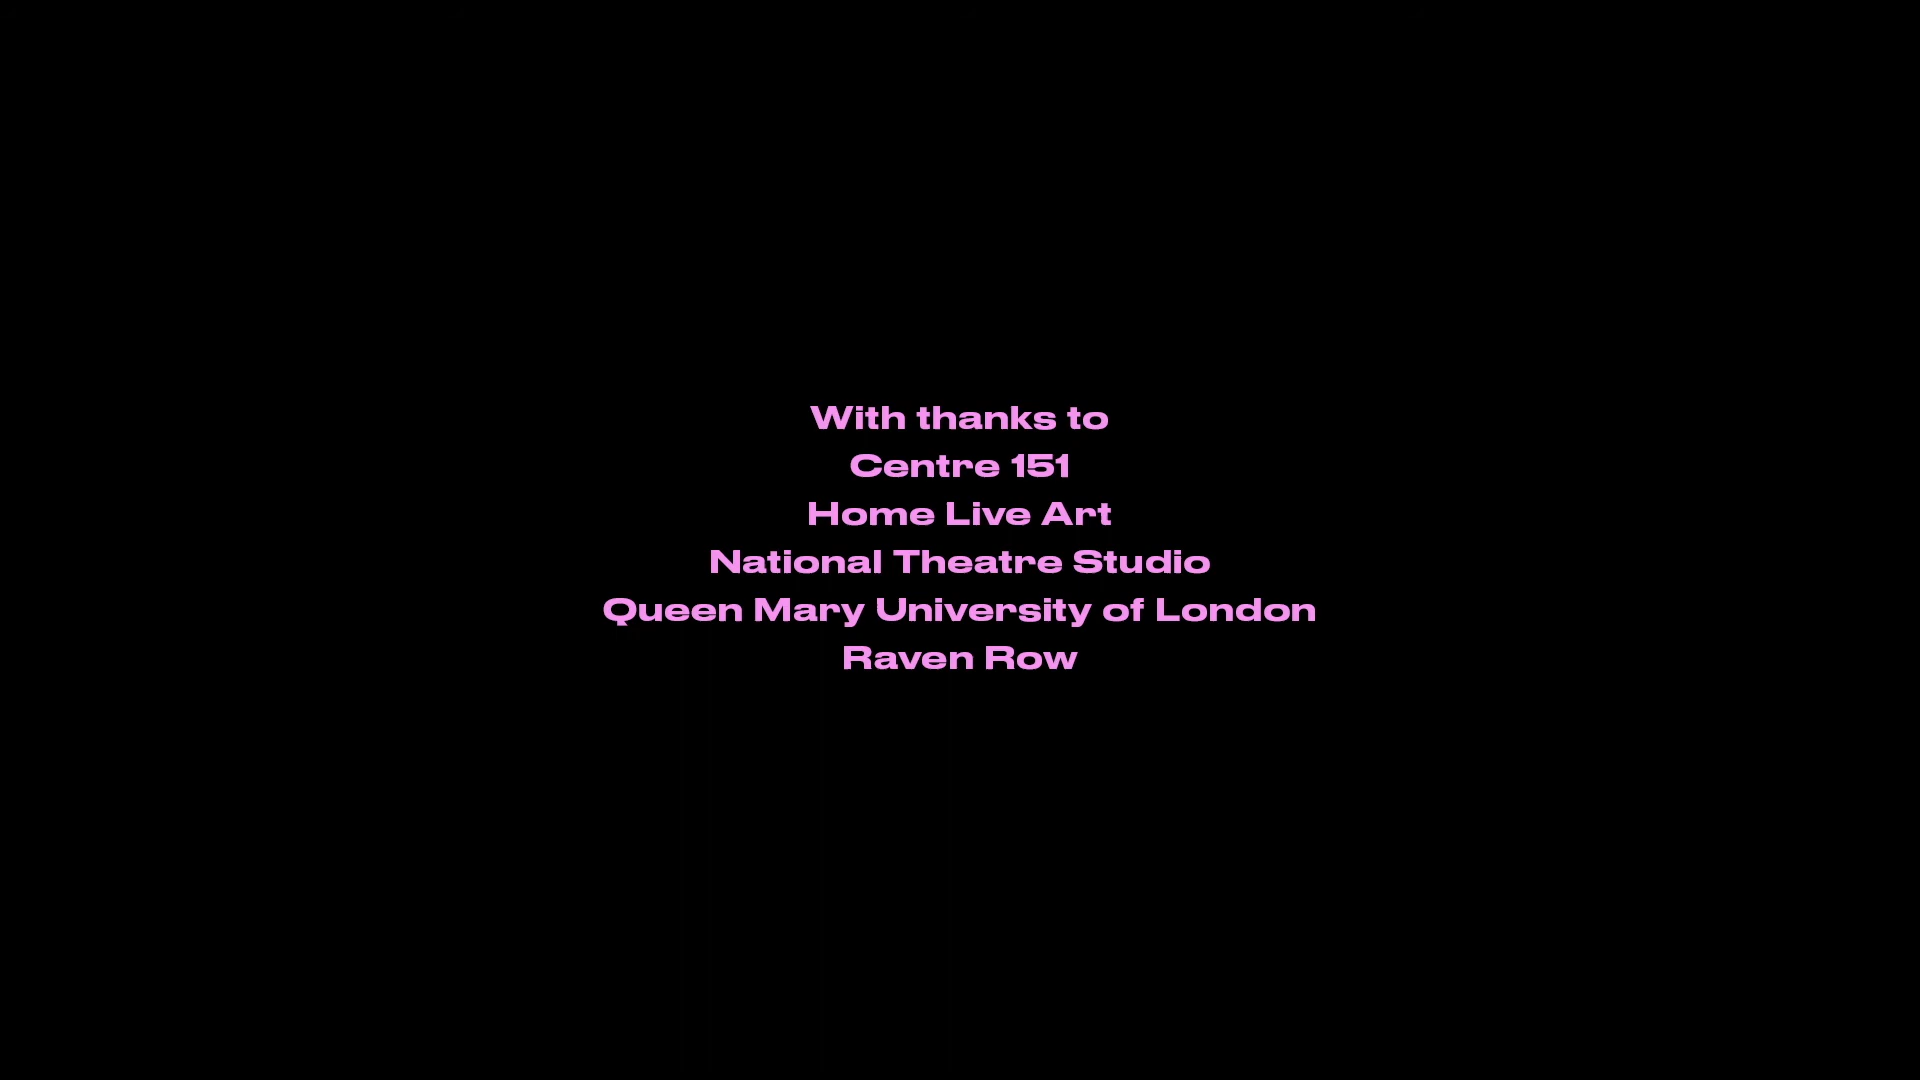 With thanks to
Centre 151
Home Live Art
National Theatre Studio
Queen Mary University of London
Raven Row